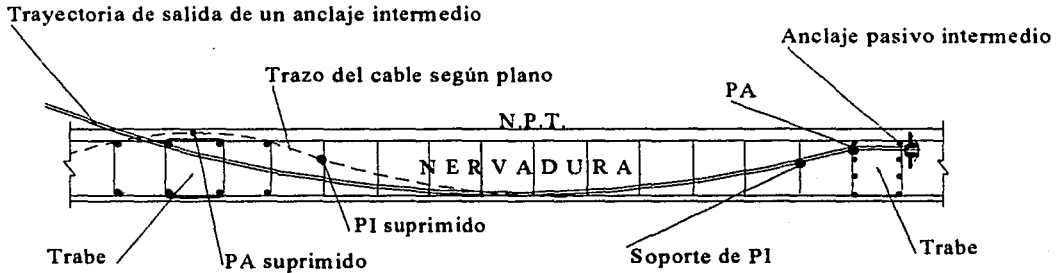 Trayectoria de salida de un anclaje intermedio
Anclaje pasivo intermedio
Trazo del cable según plano
PA
N.P.T.
NERVADURA
PI suprimido
Trabe
PA suprimido
Soporte de PI
Trabe